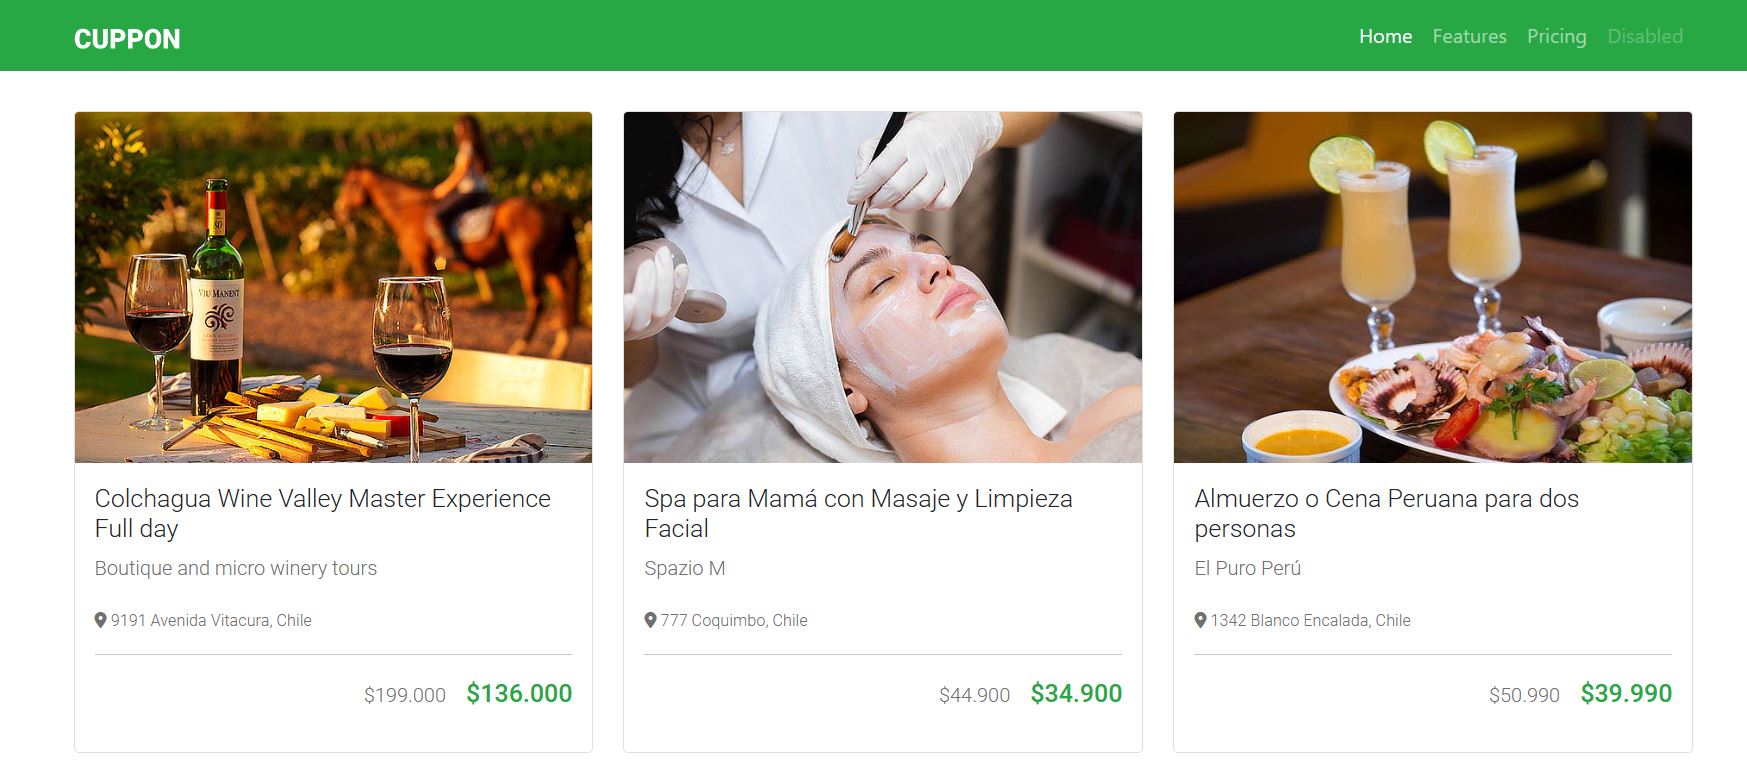 CUPPON
Home Features Pricing Disabled
VIU MANENT
Colchagua Wine Valley Master Experience
Full day
Boutique and micro winery tours
9191 Avenida Vitacura, Chile
$199.000 $136.000
Spa para Mamá con Masaje y Limpieza
Facial
Spazio M
777 Coquimbo, Chile
$44.900 $34.900
Almuerzo o Cena Peruana para dos
personas
El Puro Perú
1342 Blanco Encalada, Chile
$50.990 $39.990